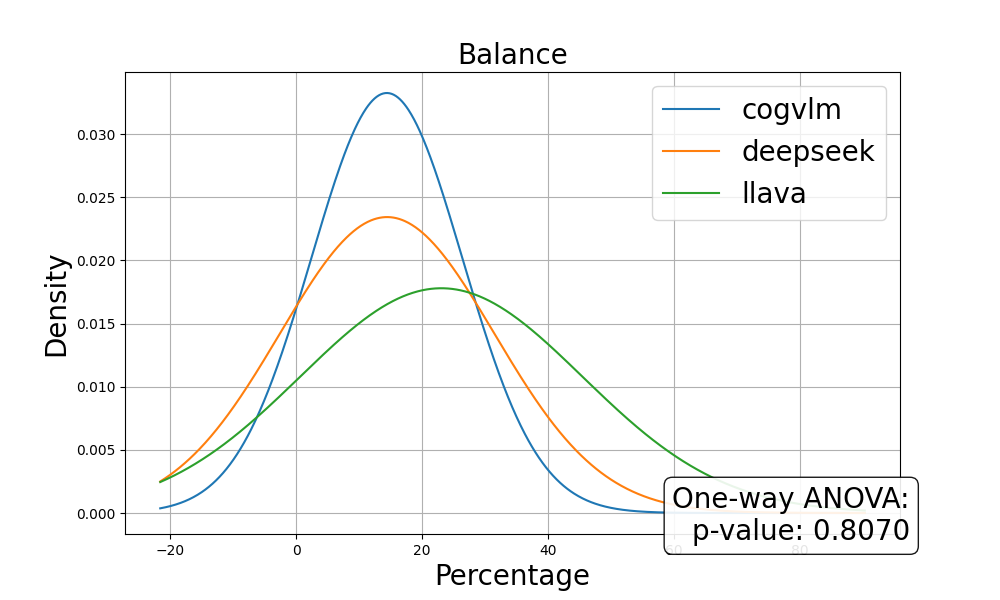 Balance
cogvlm
deepseek
llava
Density
0.030
0.025
0.020
0.015
0.010
0.005
0.000
−20
0
20
40
60
80
One-way ANOVA:
p-value: 0.8070
Percentage